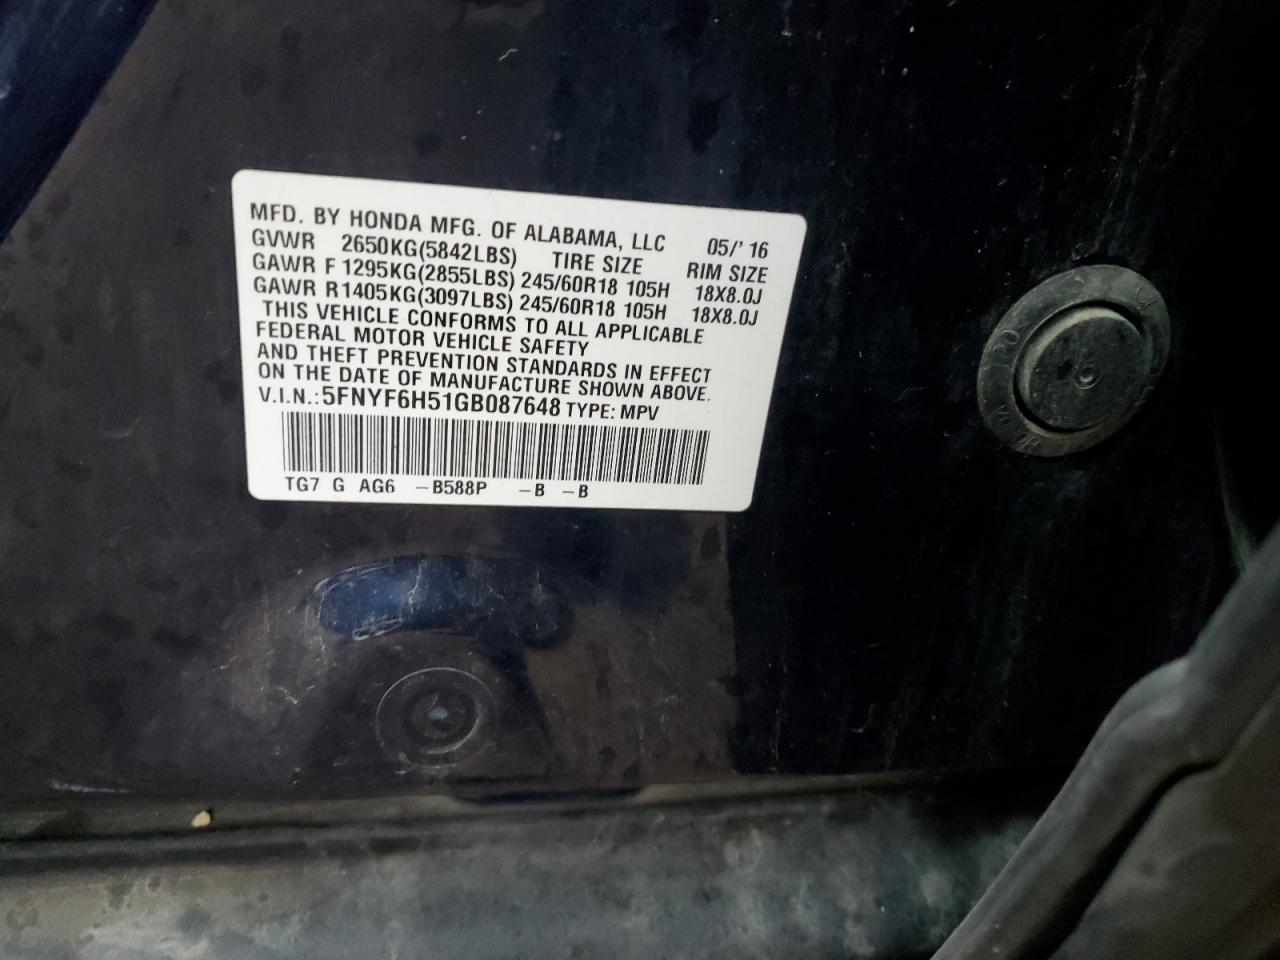 MFD. BY HONDA MFG. OF ALABAMA, LLC 05/' 16
GVWR 2650KG(5842LBS) TIRE SIZE RIM SIZE
GAWR F 1295KG(2855LBS) 245/60R18 105H 18X8.0J
GAWR R1405KG(3097LBS) 245/60R18 105H 18X8.0J
THIS VEHICLE CONFORMS TO ALL APPLICABLE
FEDERAL MOTOR VEHICLE SAFETY
AND THEFT PREVENTION STANDARDS IN EFFECT
ON THE DATE OF MANUFACTURE SHOWN ABOVE.
V.I.N.:5FNYF6H51GB087648 TYPE: MPV
TG7 G AG6 -B588P -B -B